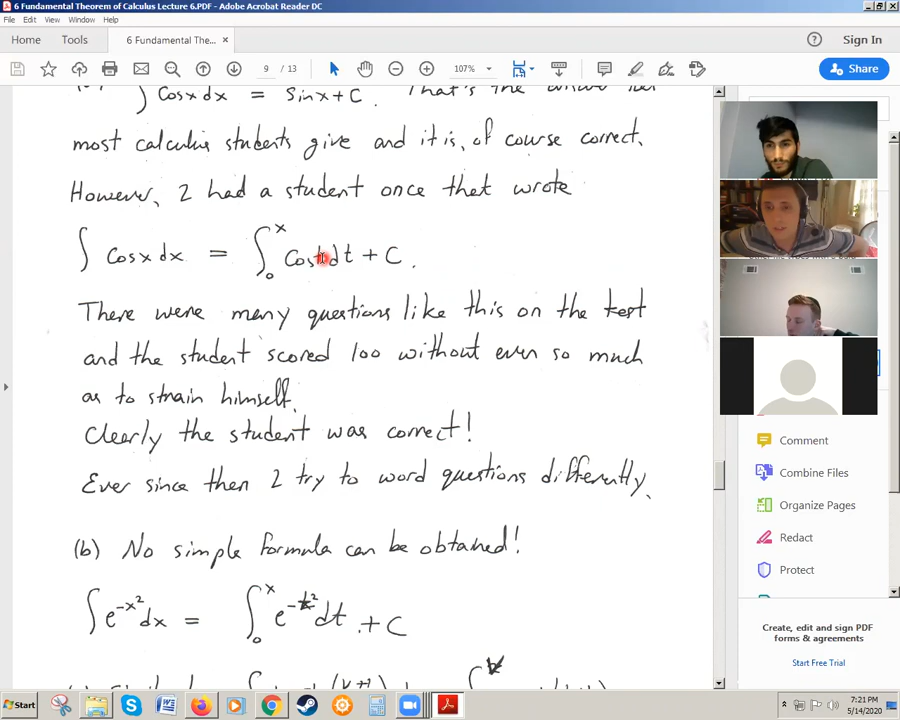 6 Fundamental Theorem of Calculus Lecture 6.PDF - Adobe Acrobat Reader DC
File Edit View Window Help
Home Tools 6 Fundamental The... × Sign In
9 / 13 107% Share
∫ Cosx dx = Sinx + C. That's the
most calculus students give and it is, of course correct.
However, I had a student once that wrote
∫ Cosx dx = ∫₀ˣ Cost dt + C.
There were many questions like this on the test
and the student scored 100 without even so much
as to strain himself.
Clearly the student was correct!
Ever since then I try to word questions differently.
(b) No simple formula can be obtained!
∫ e^-x² dx = ∫₀ˣ e^-t² dt + C
Comment
Combine Files
Organize Pages
Redact
Protect
Create, edit and sign PDF
forms & agreements
Start Free Trial
Start
7:21 PM
5/14/2020